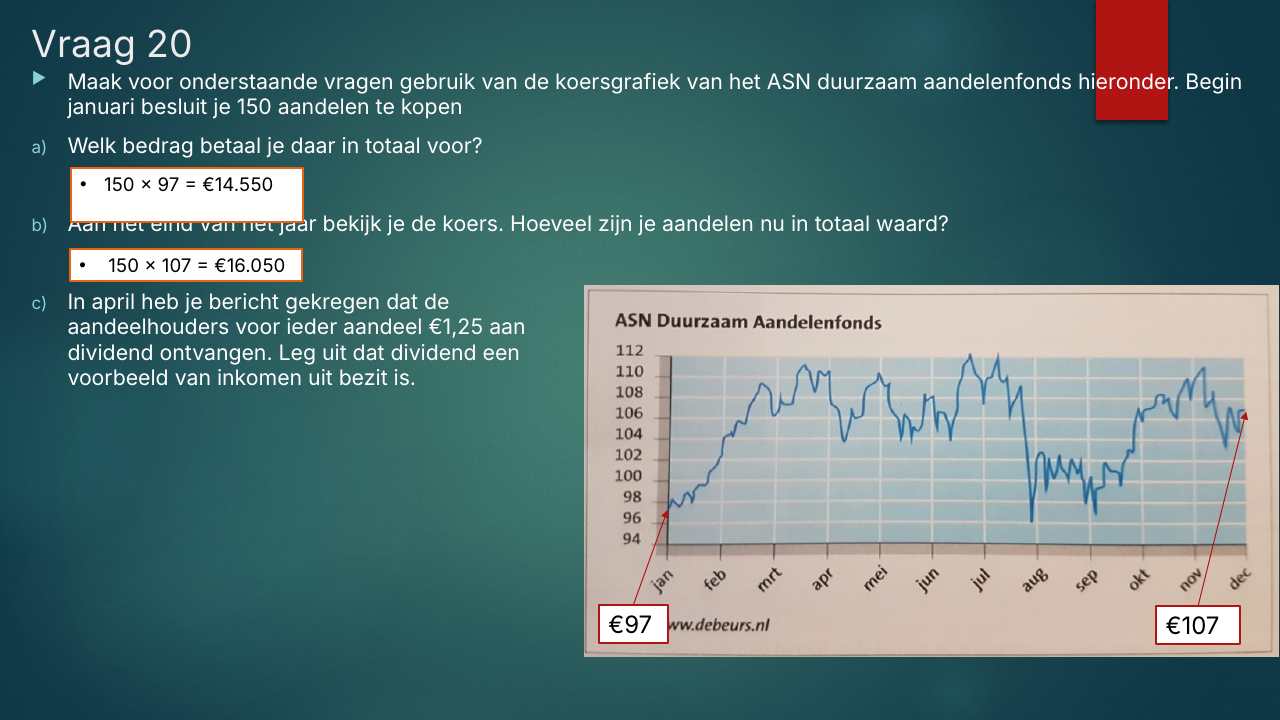 Vraag 20
Maak voor onderstaande vragen gebruik van de koersgrafiek van het ASN duurzaam aandelenfonds hieronder. Begin
januari besluit je 150 aandelen te kopen
a) Welk bedrag betaal je daar in totaal voor?
• 150 × 97 = €14.550
b) Aan het eind van het jaar bekijk je de koers. Hoeveel zijn je aandelen nu in totaal waard?
• 150 × 107 = €16.050
c) In april heb je bericht gekregen dat de
aandeelhouders voor ieder aandeel €1,25 aan
dividend ontvangen. Leg uit dat dividend een
voorbeeld van inkomen uit bezit is.
ASN Duurzaam Aandelenfonds
112
110
108
106
104
102
100
98
96
94
jan feb mrt apr mei jun jul aug sep okt nov dec
€97
ww.debeurs.nl
€107